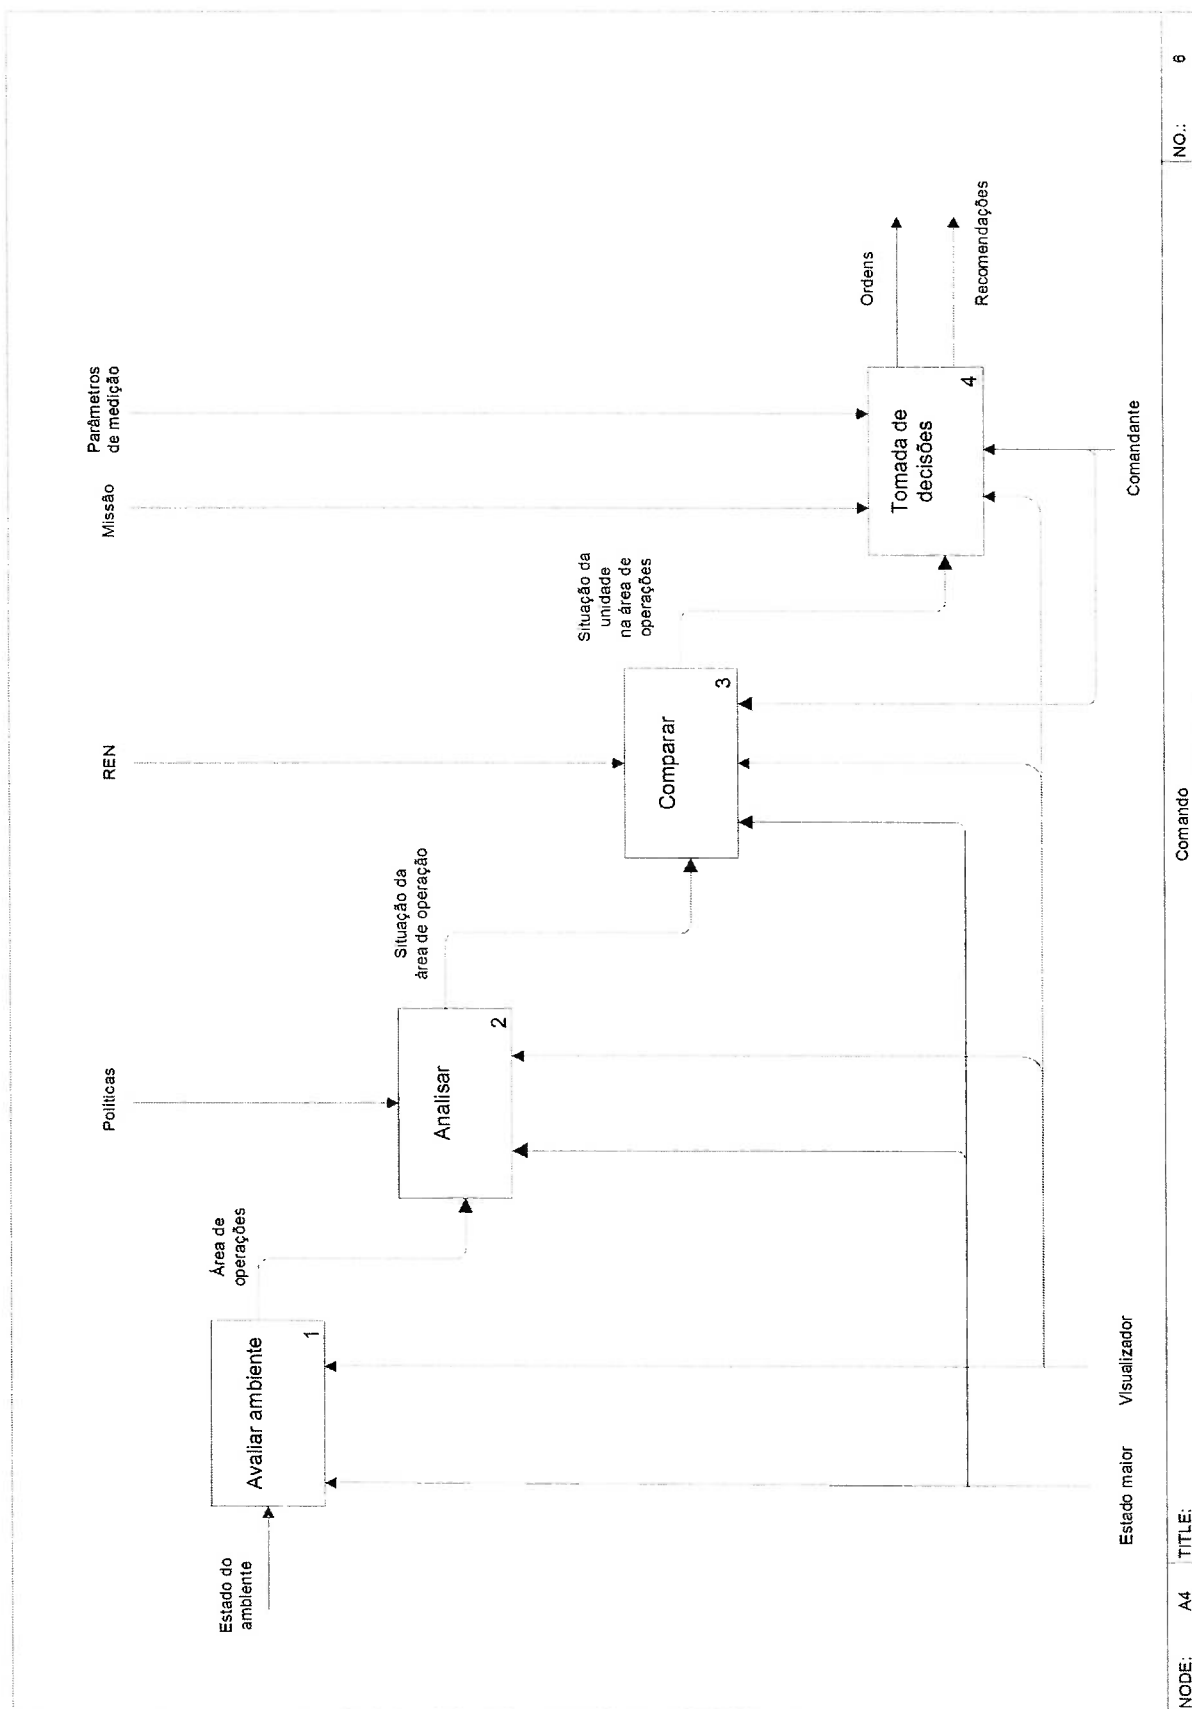 Estado do
ambiente
Avaliar ambiente
1
Área de
operações
Políticas
Analisar
2
Situação da
área de operação
REN
Comparar
3
Situação da
unidade
na área de
operações
Missão
Parâmetros
de medição
Tomada de
decisões
4
Ordens
Recomendações
Estado maior
Visualizador
Comandante
NODE:
A4
TITLE:
Comando
NO.:
6